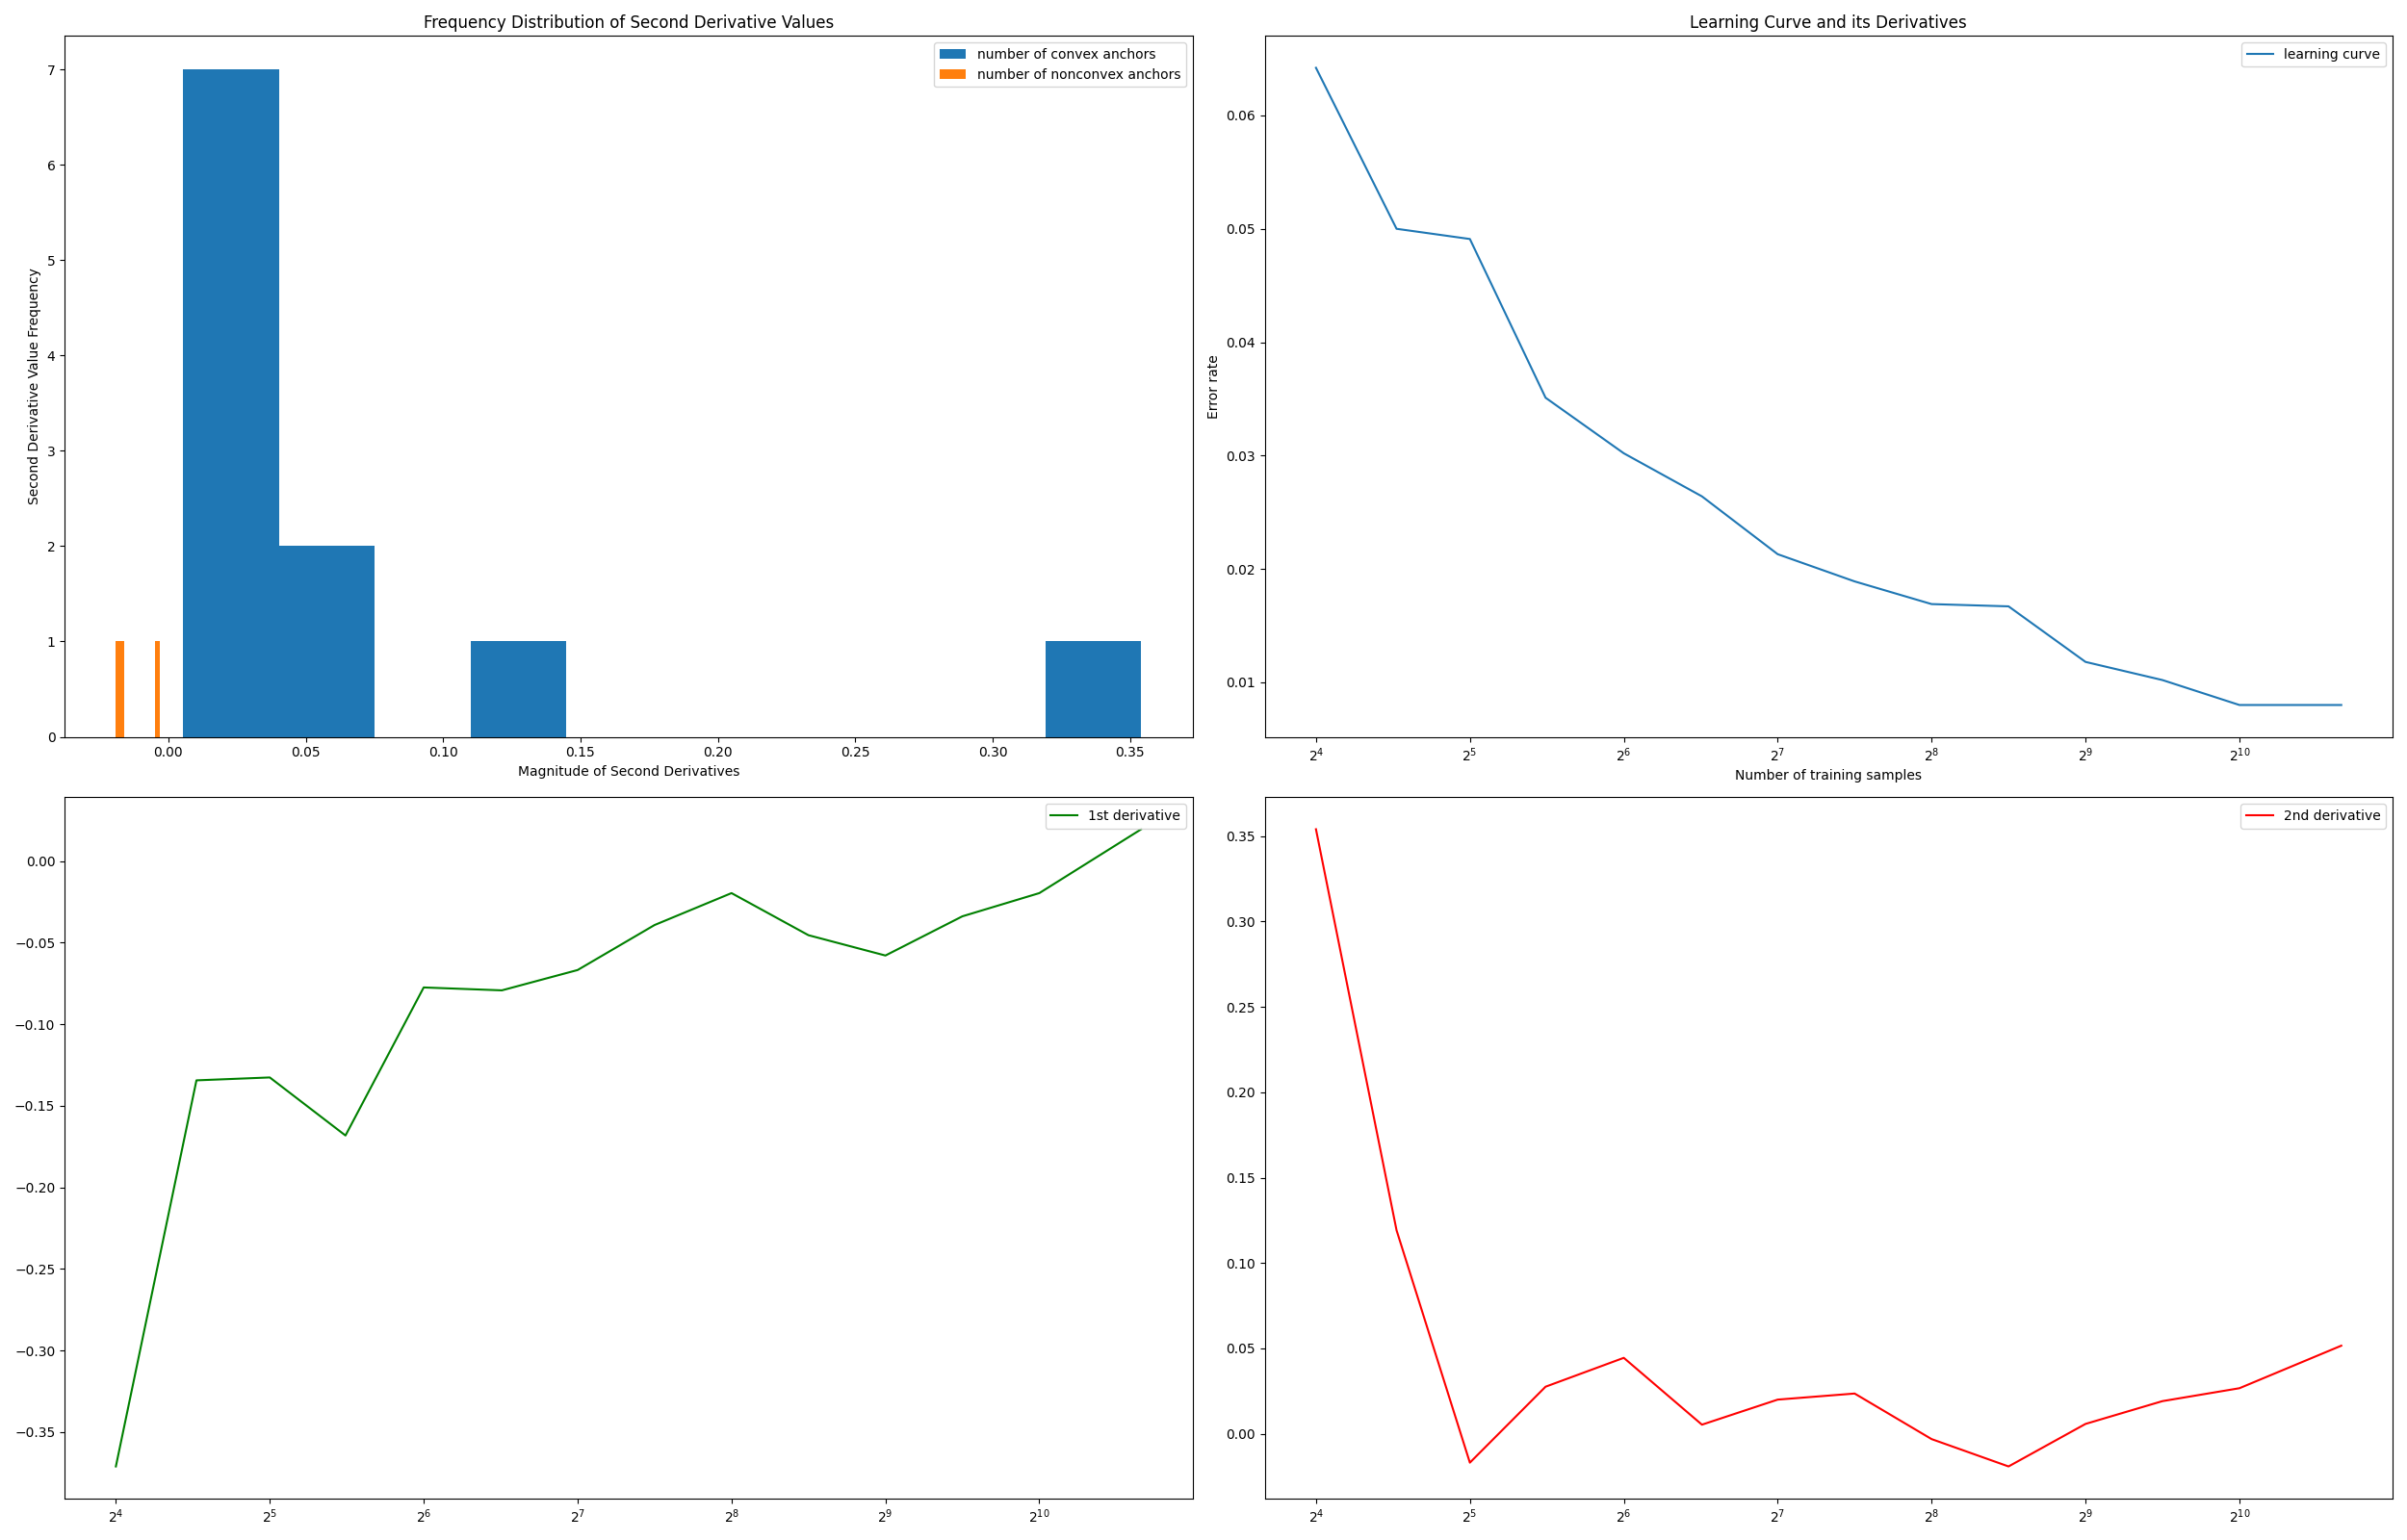 Frequency Distribution of Second Derivative Values
number of convex anchors
number of nonconvex anchors
7
6
5
4
3
2
1
0
Second Derivative Value Frequency
0.00 0.05 0.10 0.15 0.20 0.25 0.30 0.35
Magnitude of Second Derivatives
Learning Curve and its Derivatives
learning curve
0.06
0.05
0.04
0.03
0.02
0.01
Error rate
2⁴ 2⁵ 2⁶ 2⁷ 2⁸ 2⁹ 2¹⁰
Number of training samples
1st derivative
0.00
−0.05
−0.10
−0.15
−0.20
−0.25
−0.30
−0.35
2⁴ 2⁵ 2⁶ 2⁷ 2⁸ 2⁹ 2¹⁰
2nd derivative
0.35
0.30
0.25
0.20
0.15
0.10
0.05
0.00
2⁴ 2⁵ 2⁶ 2⁷ 2⁸ 2⁹ 2¹⁰